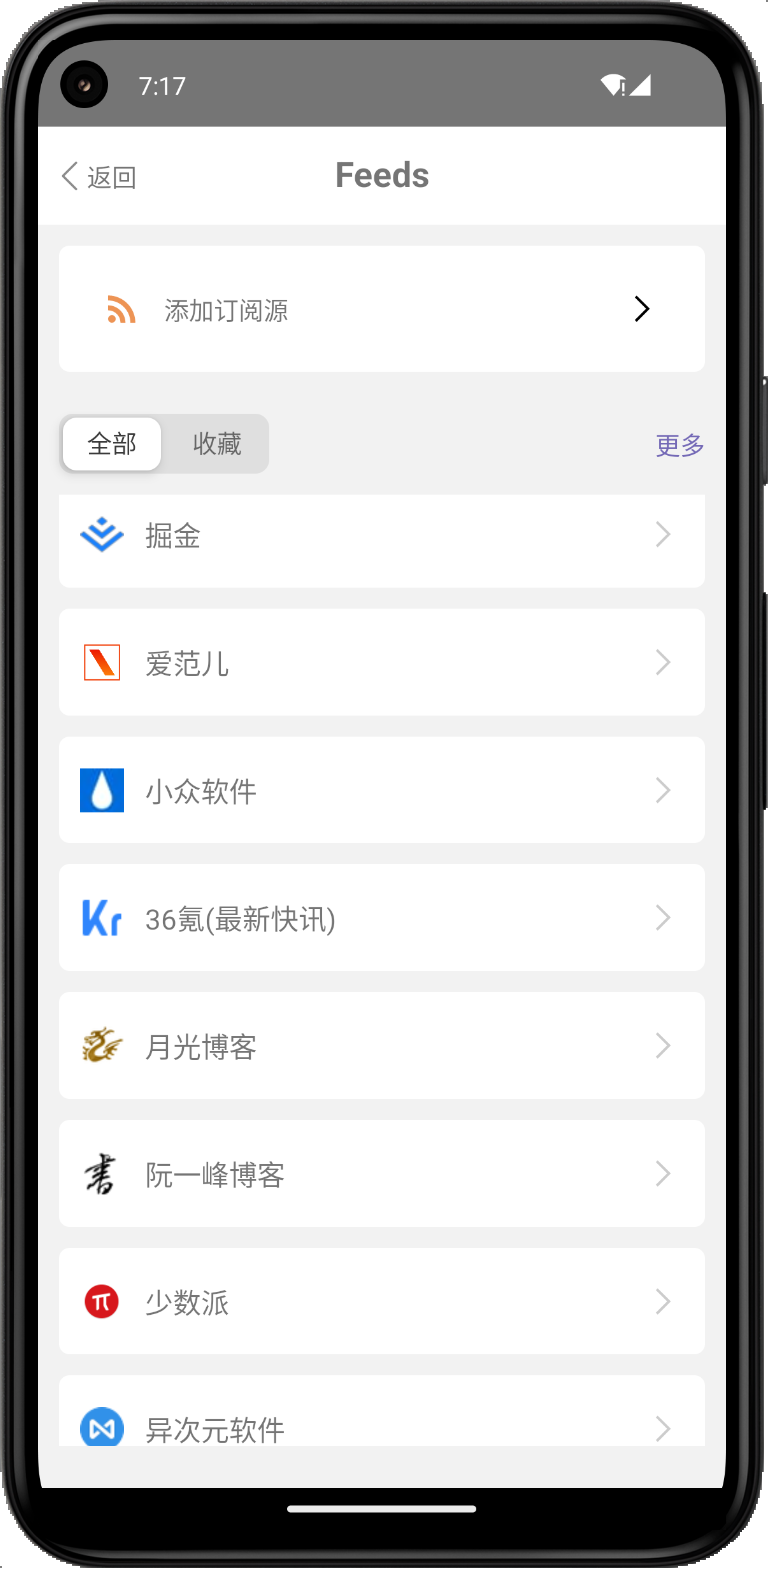 7:17
返回
Feeds
添加订阅源
全部 收藏 更多
掘金
爱范儿
小众软件
36氪(最新快讯)
月光博客
阮一峰博客
少数派
异次元软件